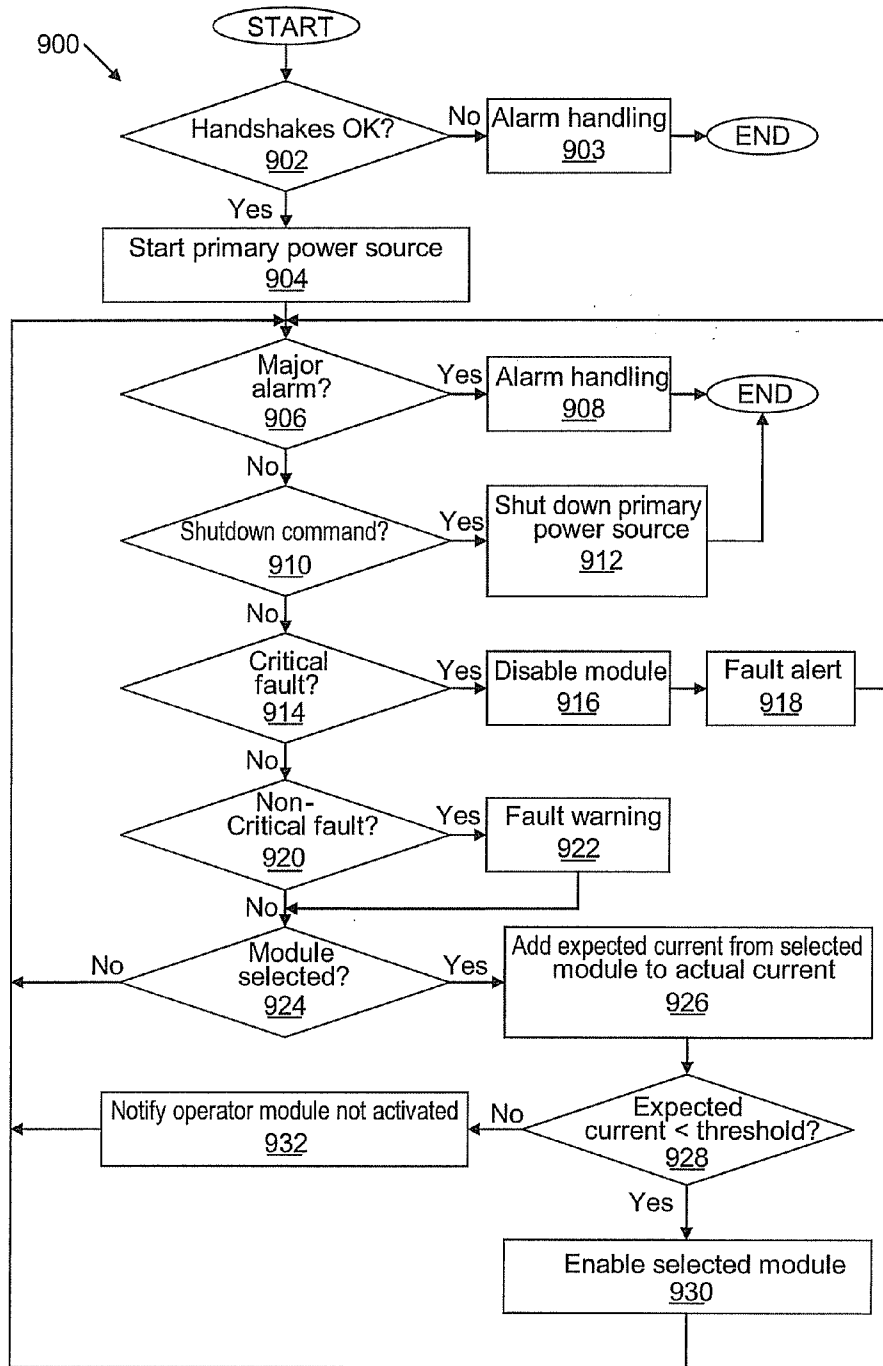 START
900
Handshakes OK?
902
No
Alarm handling
903
END
Yes
Start primary power source
904
Major
alarm?
906
Yes
Alarm handling
908
END
No
Shutdown command?
910
Yes
Shut down primary
power source
912
No
Critical
fault?
914
Yes
Disable module
916
Fault alert
918
No
Non-
Critical fault?
920
Yes
Fault warning
922
No
Module
selected?
924
No
Yes
Add expected current from selected
module to actual current
926
Expected
current < threshold?
928
No
Notify operator module not activated
932
Yes
Enable selected module
930